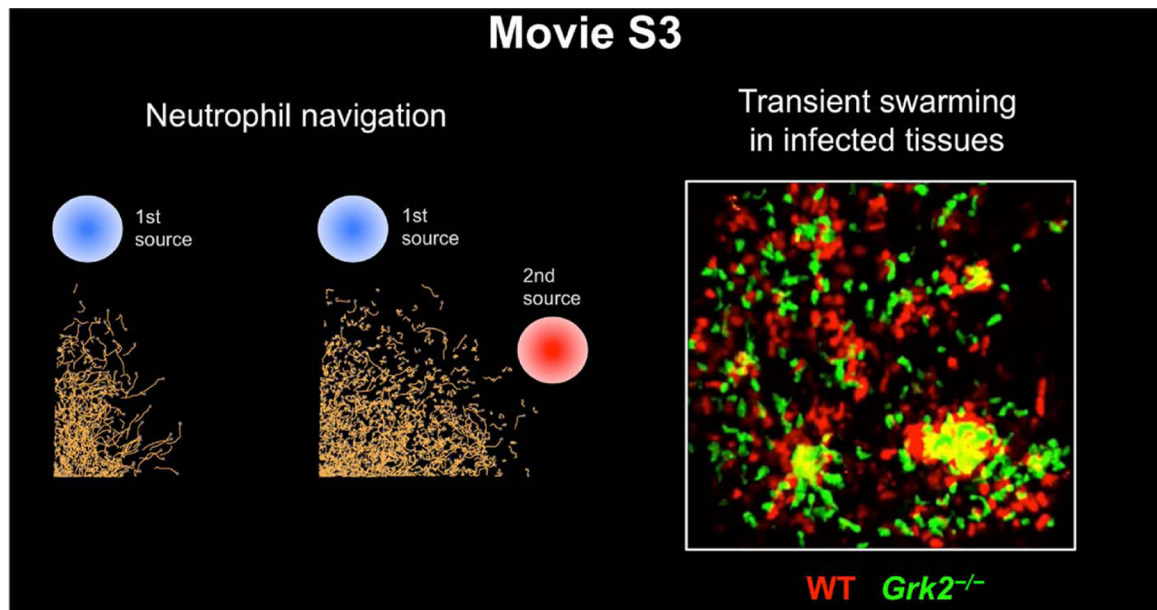 Movie S3
Neutrophil navigation
1st
source
1st
source
2nd
source
Transient swarming
in infected tissues
WT Grk2⁻/⁻